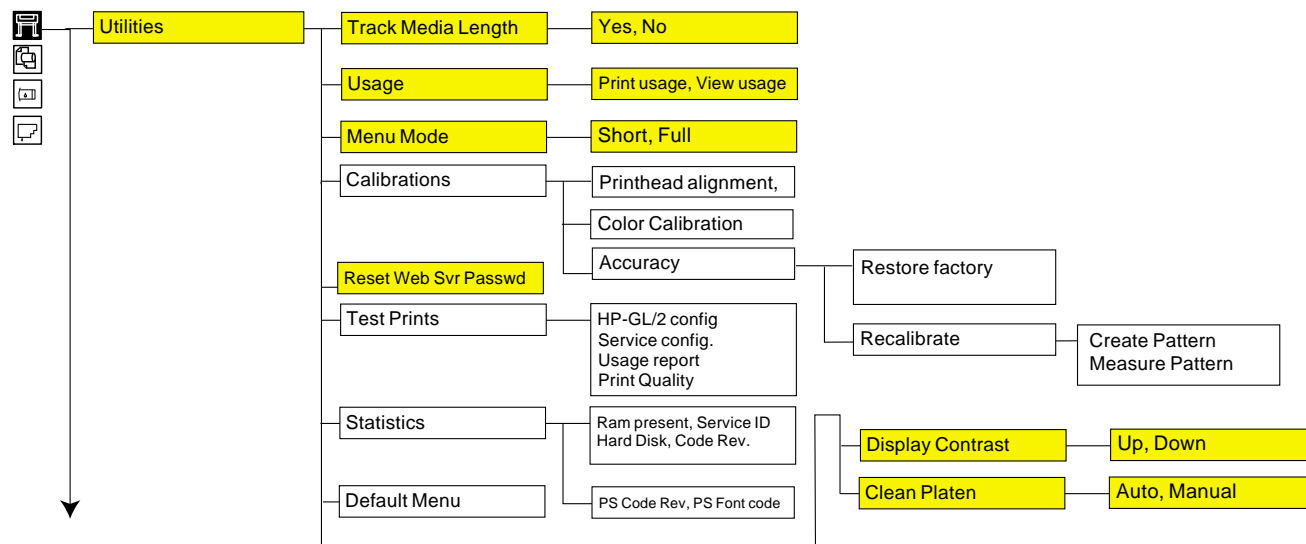 Utilities
Track Media Length
Yes, No
Usage
Print usage, View usage
Menu Mode
Short, Full
Calibrations
Printhead alignment,
Color Calibration
Accuracy
Restore factory
Recalibrate
Create Pattern
Measure Pattern
Reset Web Svr Passwd
Test Prints
HP-GL/2 config
Service config.
Usage report
Print Quality
Statistics
Ram present, Service ID
Hard Disk, Code Rev.
PS Code Rev, PS Font code
Default Menu
Display Contrast
Up, Down
Clean Platen
Auto, Manual